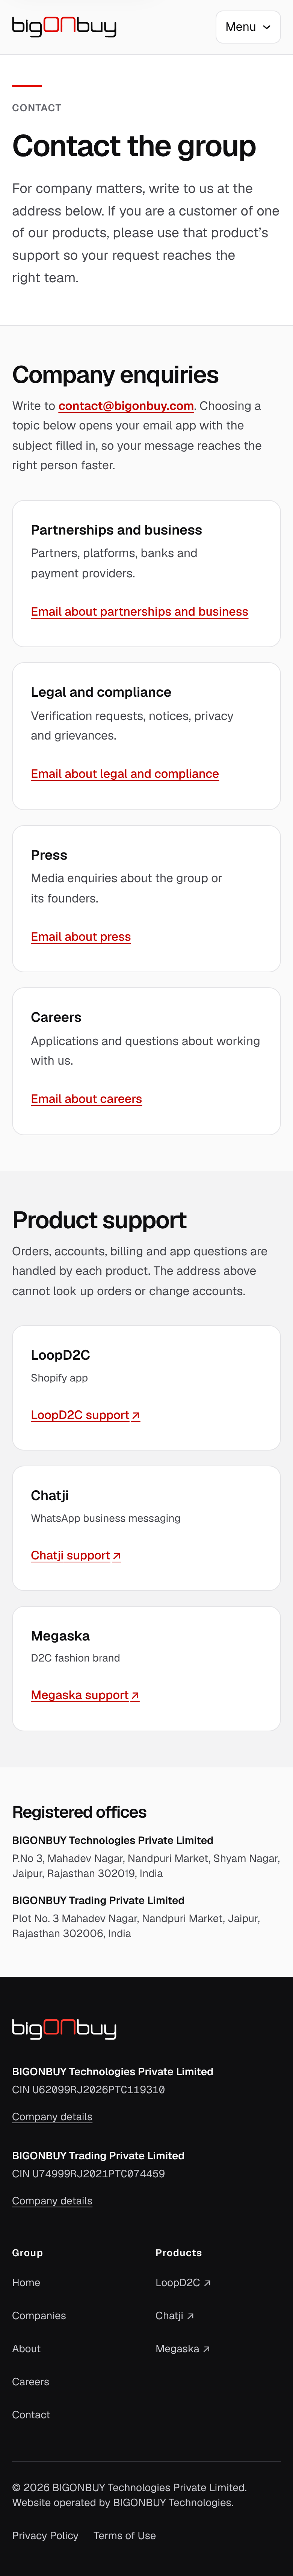 bigONbuy
Menu
CONTACT
Contact the group
For company matters, write to us at the
address below. If you are a customer of one
of our products, please use that product's
support so your request reaches the
right team.
Company enquiries
Write to contact@bigonbuy.com. Choosing a
topic below opens your email app with the
subject filled in, so your message reaches the
right person faster.
Partnerships and business
Partners, platforms, banks and
payment providers.
Email about partnerships and business
Legal and compliance
Verification requests, notices, privacy
and grievances.
Email about legal and compliance
Press
Media enquiries about the group or
its founders.
Email about press
Careers
Applications and questions about working
with us.
Email about careers
Product support
Orders, accounts, billing and app questions are
handled by each product. The address above
cannot look up orders or change accounts.
LoopD2C
Shopify app
LoopD2C support ↗
Chatji
WhatsApp business messaging
Chatji support ↗
Megaska
D2C fashion brand
Megaska support ↗
Registered offices
BIGONBUY Technologies Private Limited
P.No 3, Mahadev Nagar, Nandpuri Market, Shyam Nagar,
Jaipur, Rajasthan 302019, India
BIGONBUY Trading Private Limited
Plot No. 3 Mahadev Nagar, Nandpuri Market, Jaipur,
Rajasthan 302006, India
bigONbuy
BIGONBUY Technologies Private Limited
CIN U62099RJ2026PTC119310
Company details
BIGONBUY Trading Private Limited
CIN U74999RJ2021PTC074459
Company details
Group
Home
Companies
About
Careers
Contact
Products
LoopD2C ↗
Chatji ↗
Megaska ↗
© 2026 BIGONBUY Technologies Private Limited.
Website operated by BIGONBUY Technologies.
Privacy Policy Terms of Use